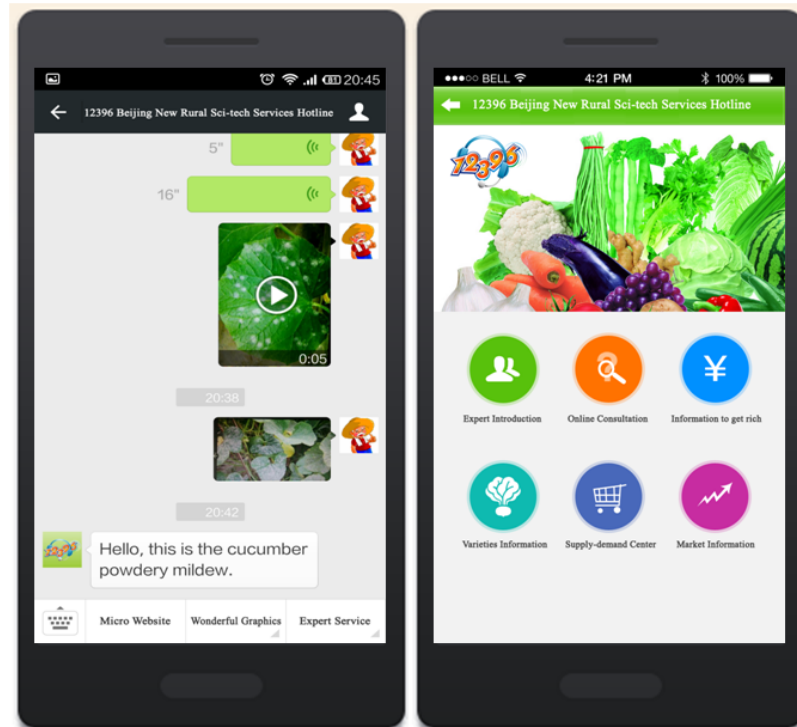 81 20:45
12396 Beijing New Rural Sci-tech Services Hotline
5"
16"
0:05
20:38
20:42
12396
Hello, this is the cucumber
powdery mildew.
Micro Website
Wonderful Graphics
Expert Service
BELL 4:21 PM 100%
12396 Beijing New Rural Sci-tech Services Hotline
12396
¥
Expert Introduction
Online Consultation
Information to get rich
Varieties Information
Supply-demand Center
Market Information